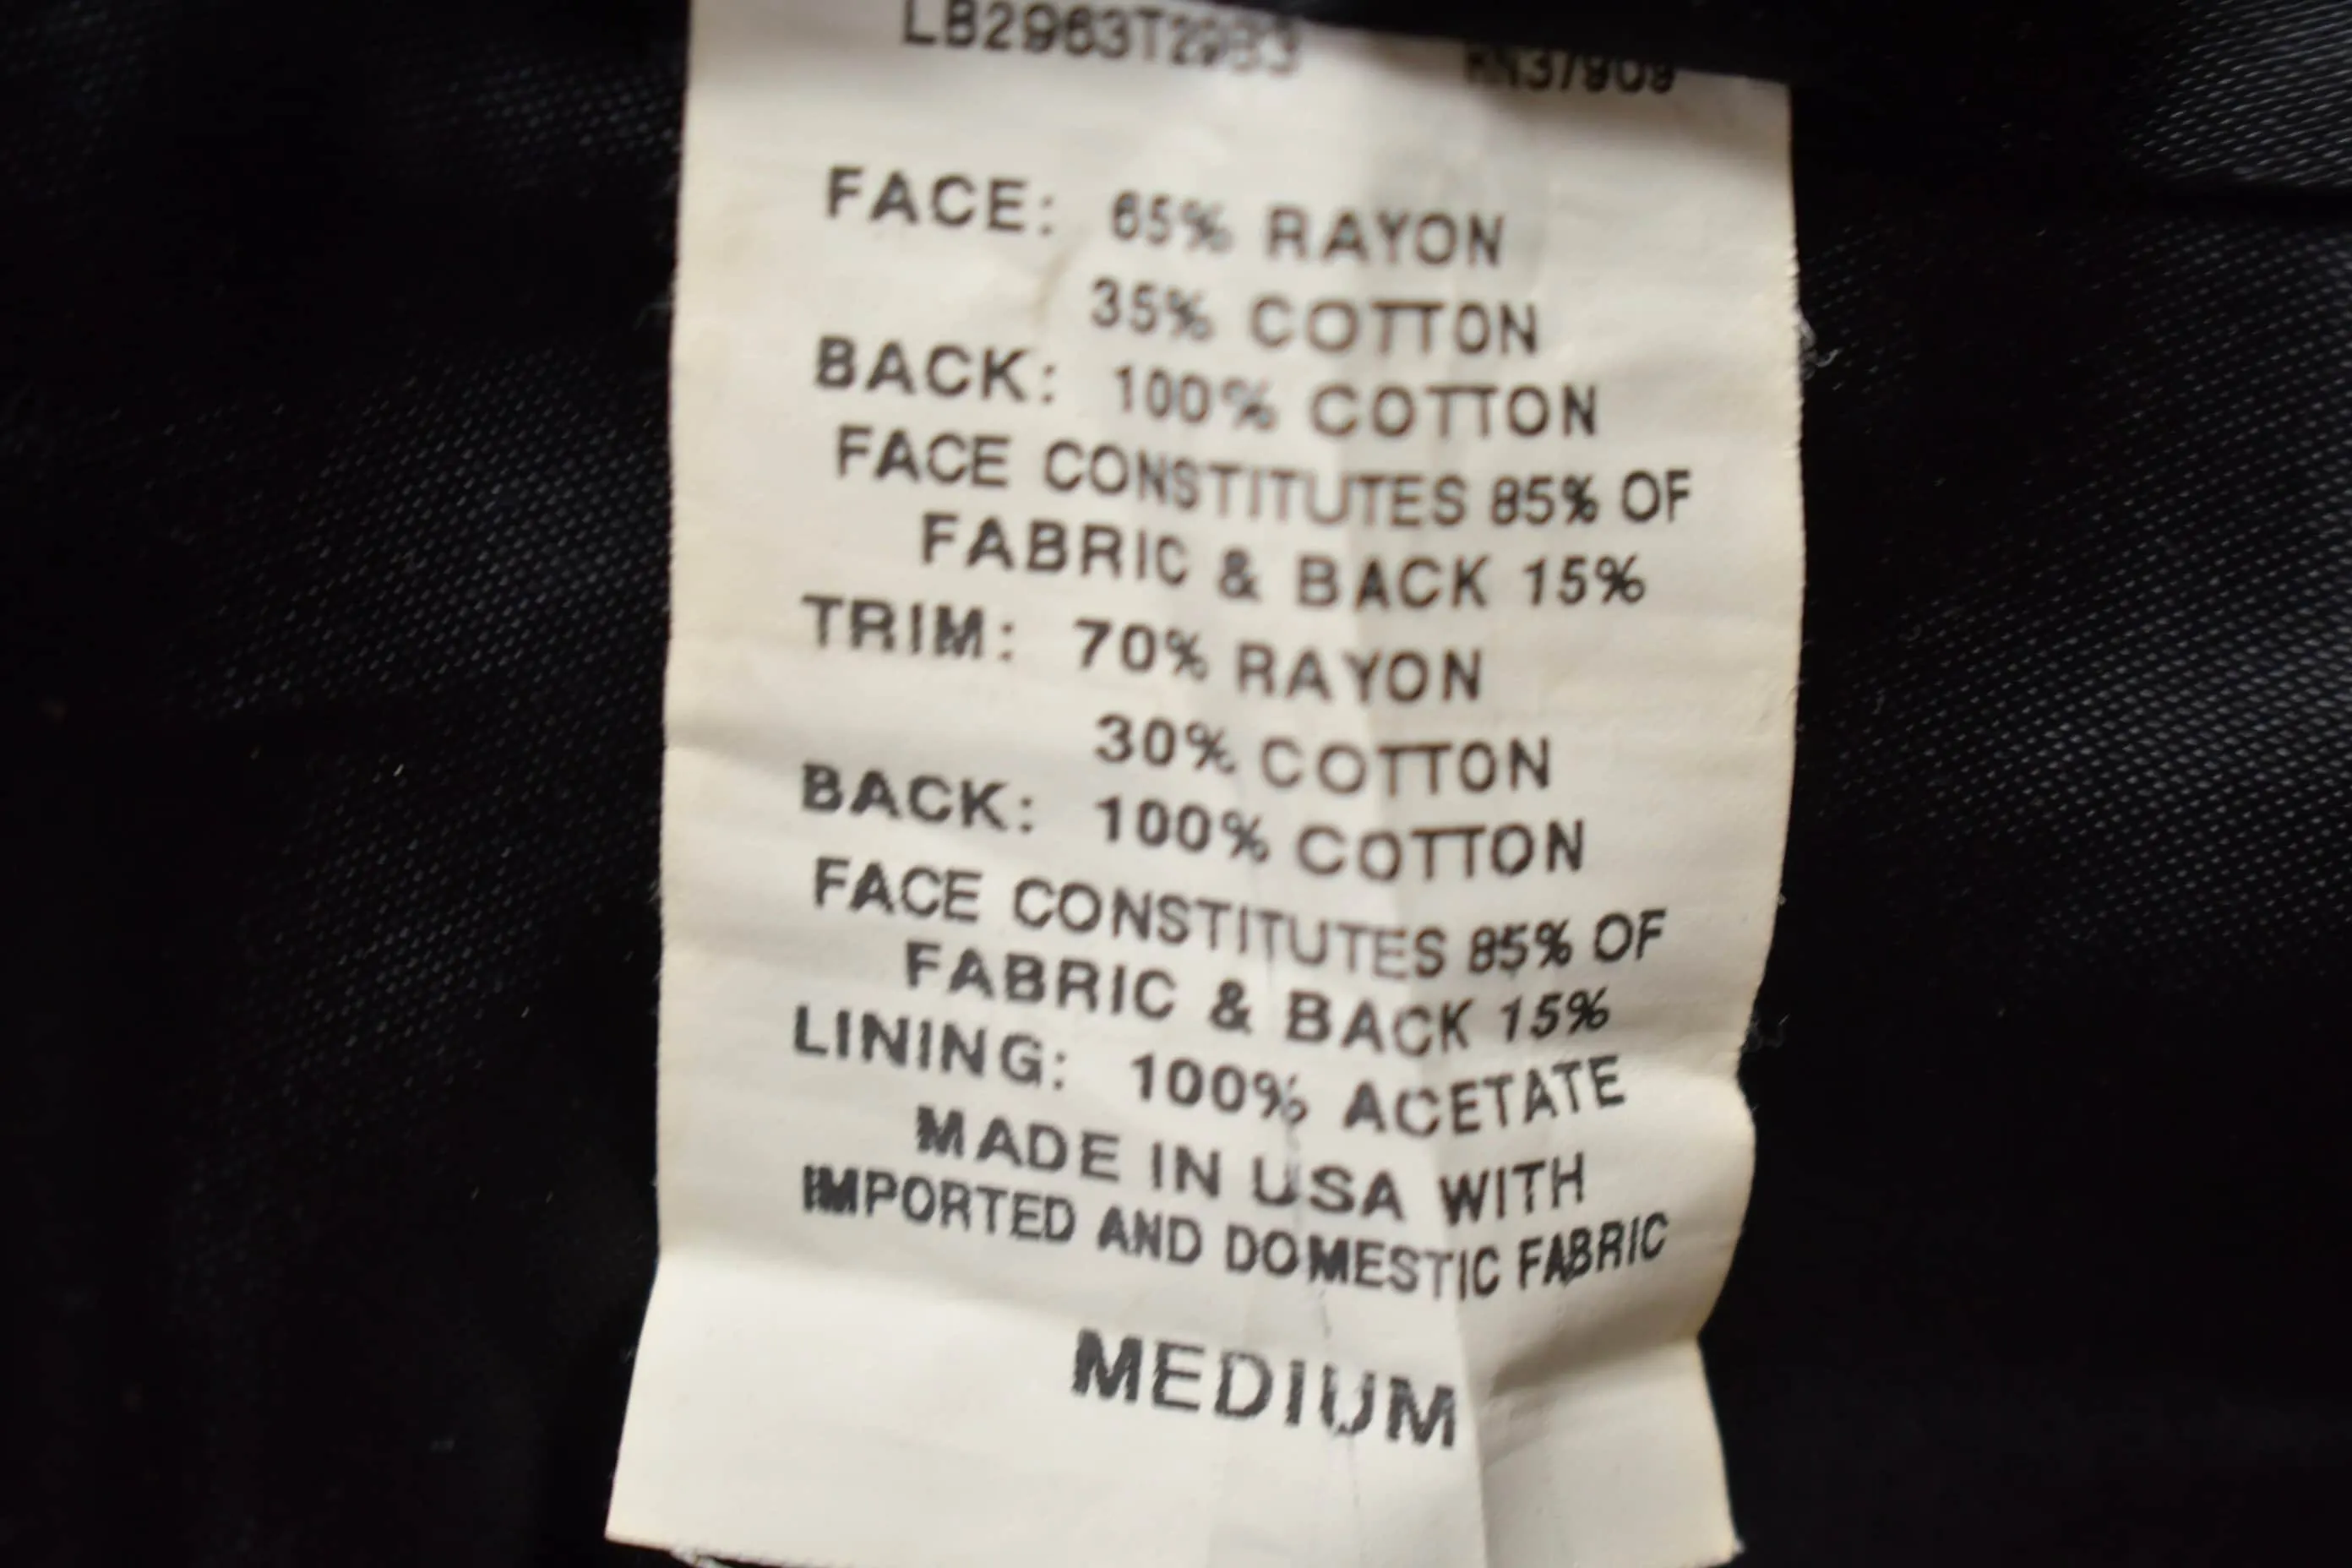 LB2963T2983 RN37909
FACE: 65% RAYON
35% COTTON
BACK: 100% COTTON
FACE CONSTITUTES 85% OF
FABRIC & BACK 15%
TRIM: 70% RAYON
30% COTTON
BACK: 100% COTTON
FACE CONSTITUTES 85% OF
FABRIC & BACK 15%
LINING: 100% ACETATE
MADE IN USA WITH
IMPORTED AND DOMESTIC FABRIC
MEDIUM